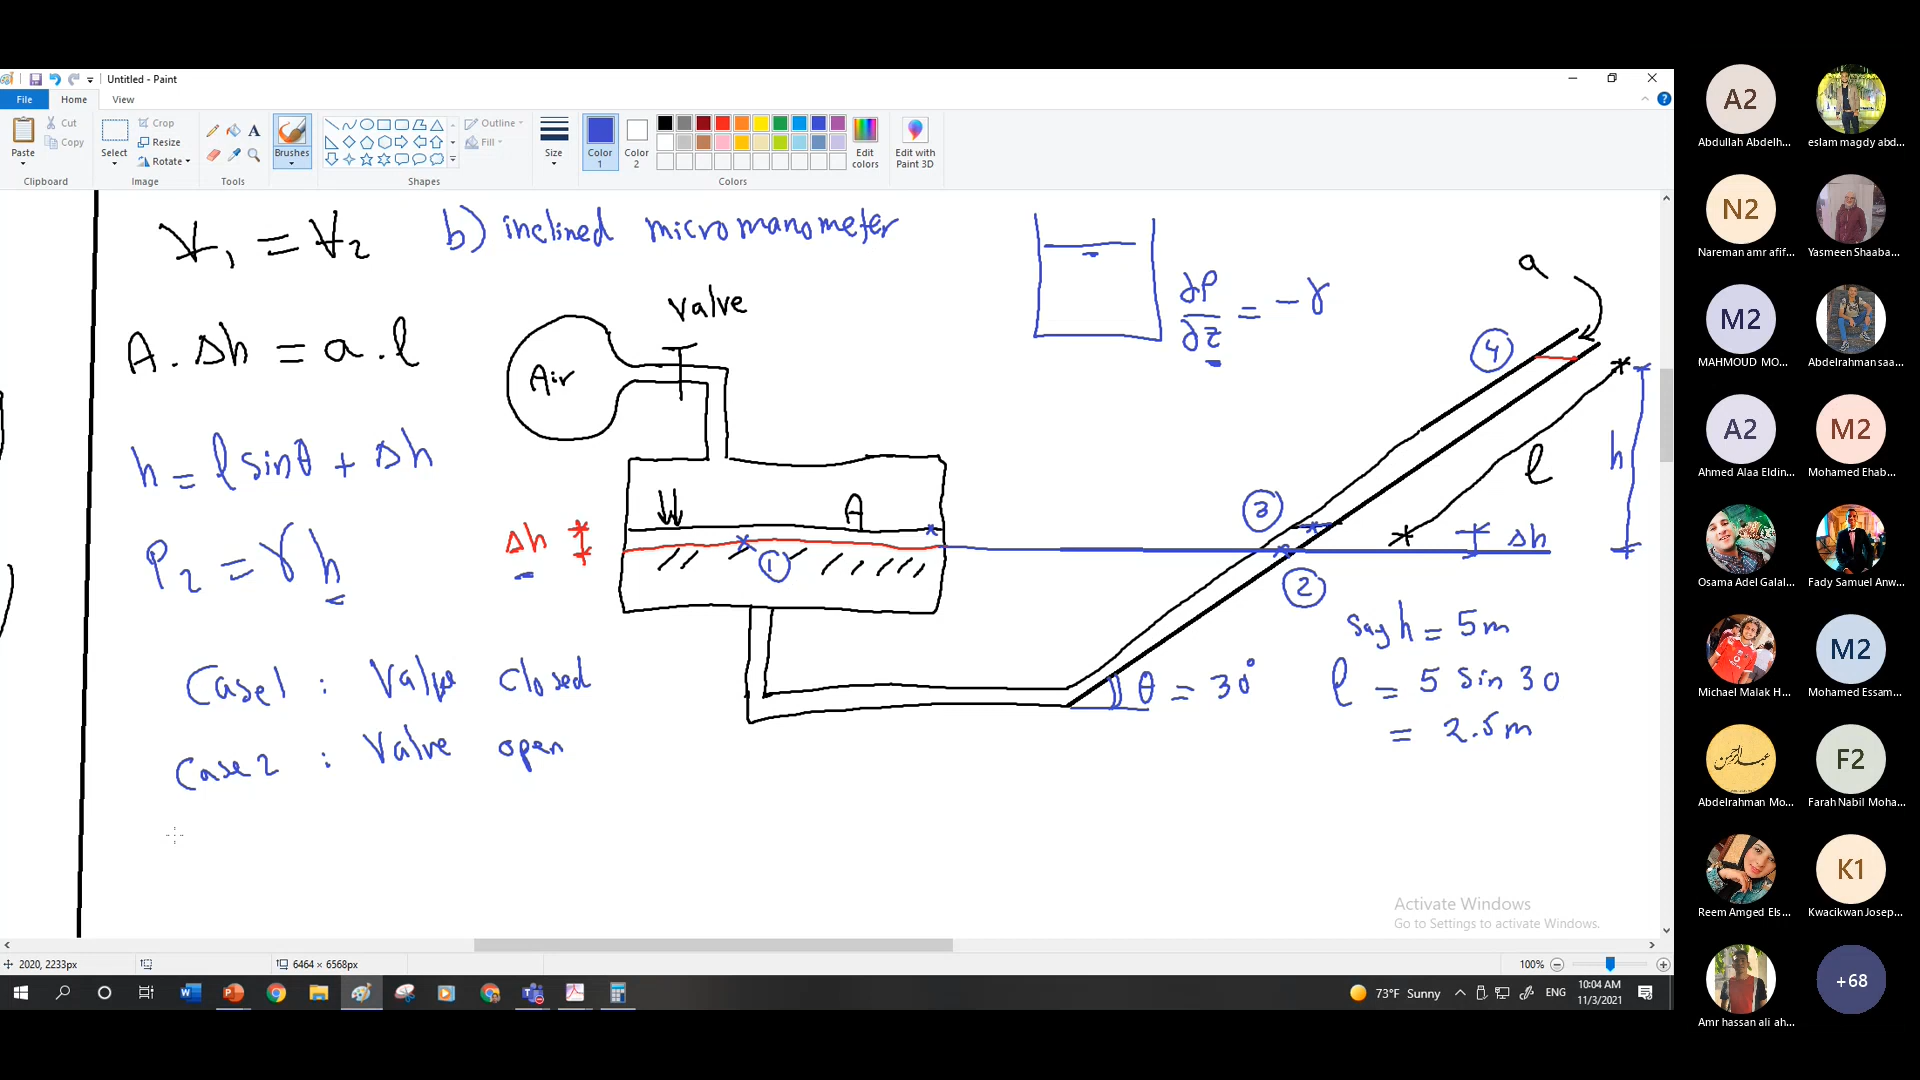 Untitled - Paint
File
Home
View
Paste
Cut
Copy
Clipboard
Select
Crop
Resize
Rotate
Image
A
Tools
Brushes
Shapes
Outline
Fill
Size
Color 1
Color 2
Colors
Edit colors
Edit with Paint 3D
V₁ = V₂
b) inclined micromanometer
valve
∂P/∂z = -γ
a
A.Δh = a.l
Air
4
h = l sinθ + Δh
h
l
A
3
Δh
Δh
P₂ = γh
1
2
say h = 5m
Case1 : Valve closed
θ = 30°
l = 5 sin 30
= 2.5m
Case2 : Valve open
Activate Windows
Go to Settings to activate Windows.
2020, 2233px
6464 × 6568px
100%
73°F Sunny
ENG
10:04 AM
11/3/2021
A2
Abdullah Abdelh...
eslam magdy abd...
N2
Nareman amr afif...
Yasmeen Shaaba...
M2
MAHMOUD MO...
Abdelrahman saa...
A2
Ahmed Alaa Eldin...
M2
Mohamed Ehab...
Osama Adel Galal...
Fady Samuel Anw...
Michael Malak H...
M2
Mohamed Essam...
عبدالرحمن
Abdelrahman Mo...
F2
Farah Nabil Moha...
Reem Amged Els...
K1
Kwacikwan Josep...
Amr hassan ali ah...
+68